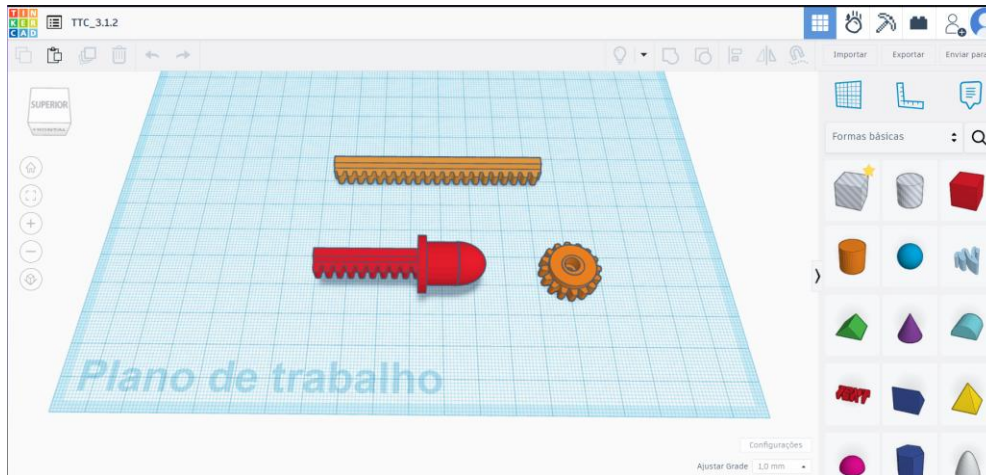 TIN
KER
CAD
TTC_3.1.2
Importar
Exportar
Enviar para
SUPERIOR
Formas básicas
Plano de trabalho
Configurações
Ajustar Grade 1,0 mm